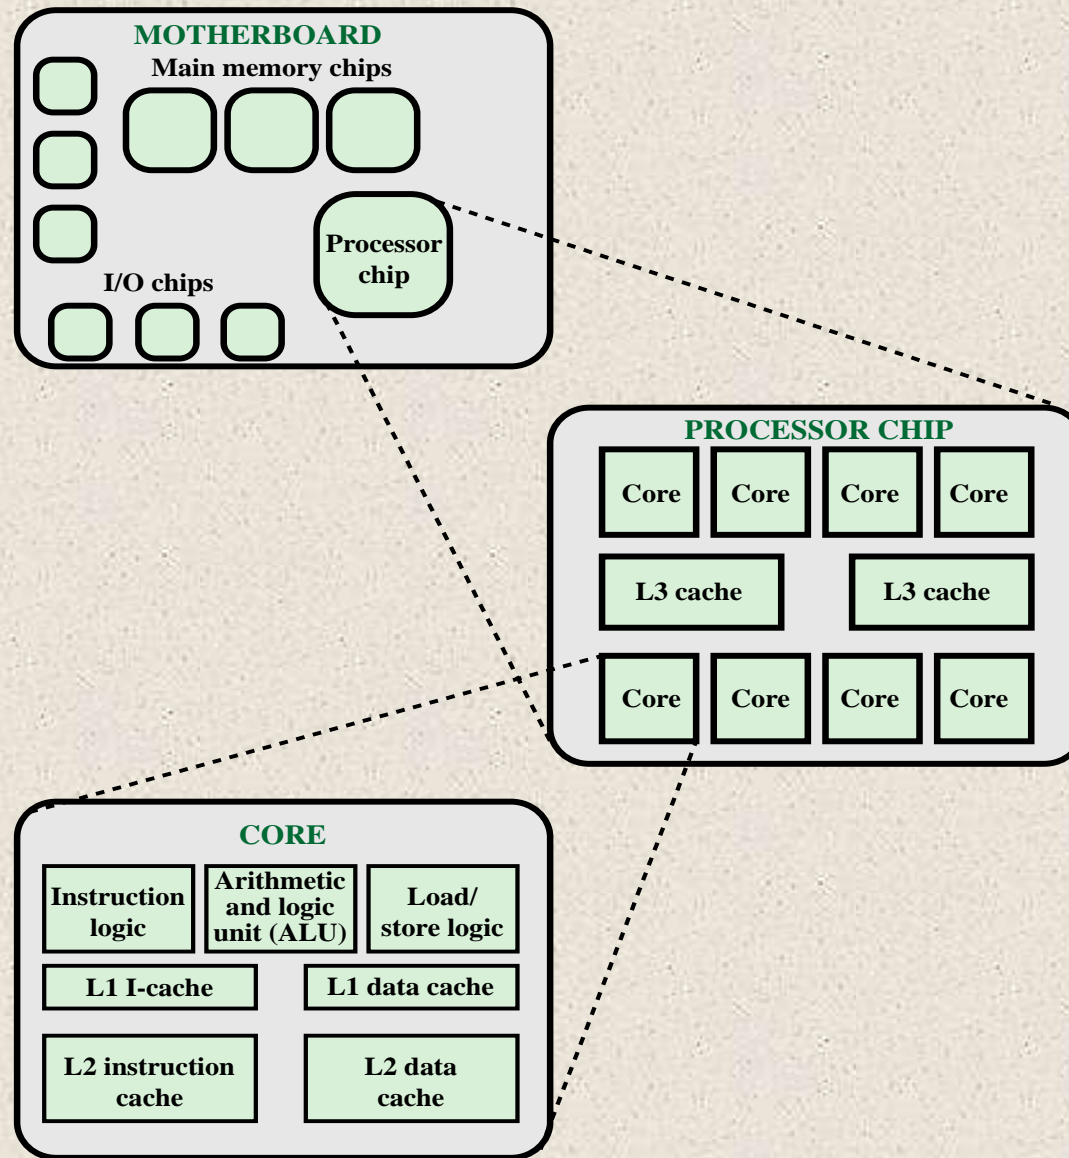 MOTHERBOARD
Main memory chips
Processor
chip
I/O chips
PROCESSOR CHIP
Core
Core
Core
Core
L3 cache
L3 cache
Core
Core
Core
Core
CORE
Instruction
logic
Arithmetic
and logic
unit (ALU)
Load/
store logic
L1 I-cache
L1 data cache
L2 instruction
cache
L2 data
cache